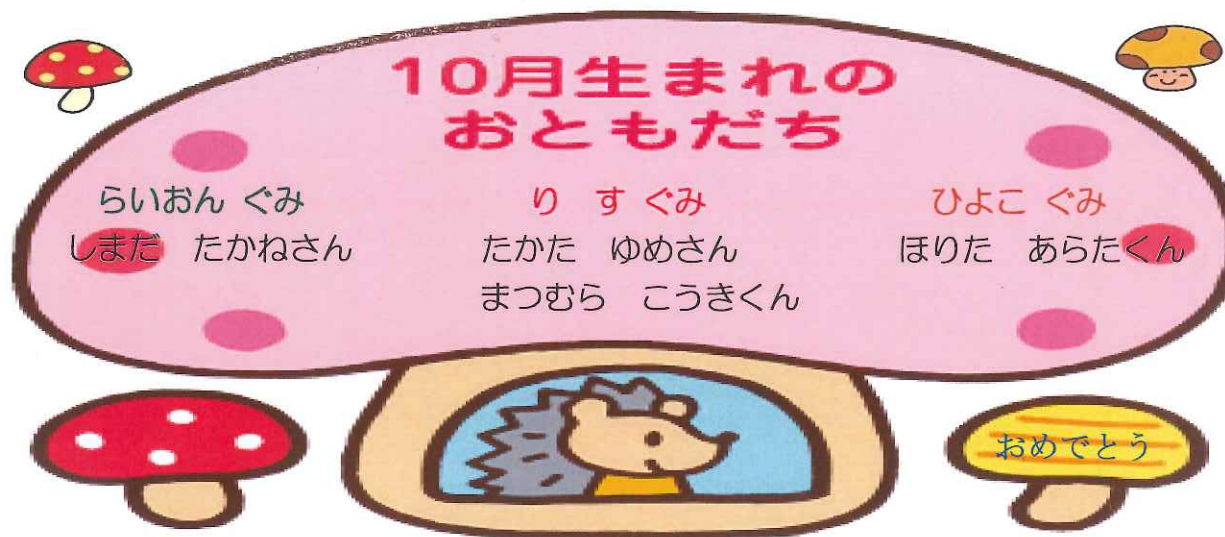 10月生まれの
おともだち
らいおん ぐみ
しまだ　たかねさん
り　す ぐみ
たかた　ゆめさん
まつむら　こうきくん
ひよこ ぐみ
ほりた　あらたくん
おめでとう